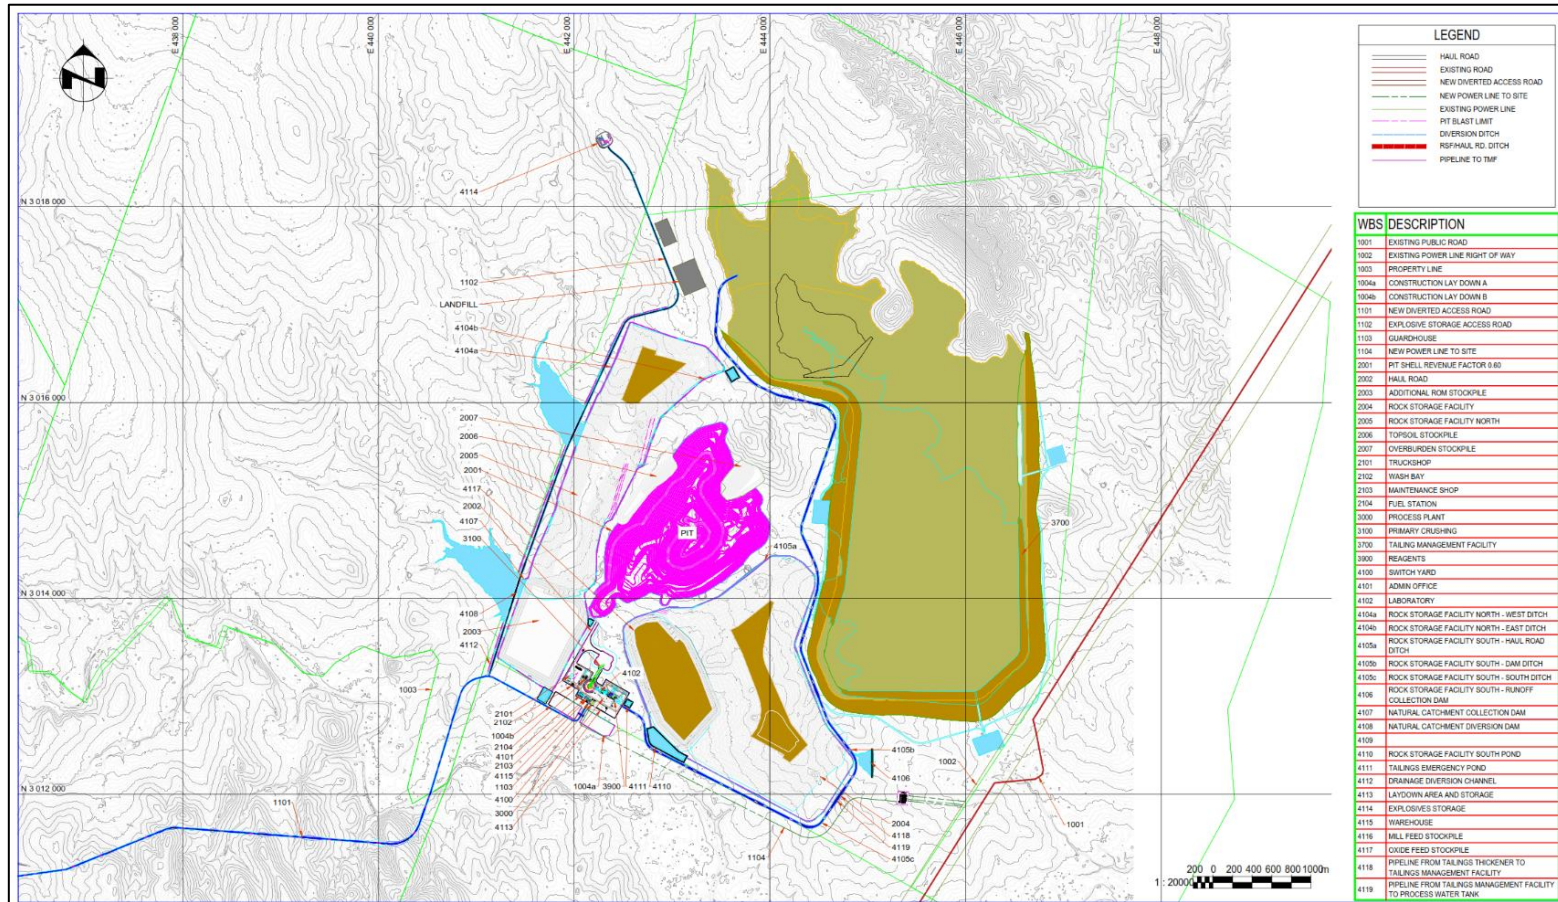 E 438 000
E 440 000
E 442 000
E 444 000
E 446 000
E 448 000
N
N 3 018 000
N 3 016 000
N 3 014 000
N 3 012 000
4114
1102
LANDFILL
4104b
4104a
2007
2006
2005
2001
4117
2002
4107
3100
4108
2003
4112
1003
PIT
4105a
3700
4102
2101
2102
1004b
2104
4101
2103
4115
1103
4100
3000
4113
1004a
3900
4111
4110
4105b
4106
1002
2004
4118
4119
4105c
1104
1101
1001
1 : 20000
200 0 200 400 600 800 1000m
LEGEND
HAUL ROAD
EXISTING ROAD
NEW DIVERTED ACCESS ROAD
NEW POWER LINE TO SITE
EXISTING POWER LINE
PIT BLAST LIMIT
DIVERSION DITCH
RSF/HAUL RD. DITCH
PIPELINE TO TMF
WBS DESCRIPTION
1001 EXISTING PUBLIC ROAD
1002 EXISTING POWER LINE RIGHT OF WAY
1003 PROPERTY LINE
1004a CONSTRUCTION LAY DOWN A
1004b CONSTRUCTION LAY DOWN B
1101 NEW DIVERTED ACCESS ROAD
1102 EXPLOSIVE STORAGE ACCESS ROAD
1103 GUARDHOUSE
1104 NEW POWER LINE TO SITE
2001 PIT SHELL REVENUE FACTOR 0.60
2002 HAUL ROAD
2003 ADDITIONAL ROM STOCKPILE
2004 ROCK STORAGE FACILITY
2005 ROCK STORAGE FACILITY NORTH
2006 TOPSOIL STOCKPILE
2007 OVERBURDEN STOCKPILE
2101 TRUCKSHOP
2102 WASH BAY
2103 MAINTENANCE SHOP
2104 FUEL STATION
3000 PROCESS PLANT
3100 PRIMARY CRUSHING
3700 TAILING MANAGEMENT FACILITY
3900 REAGENTS
4100 SWITCH YARD
4101 ADMIN OFFICE
4102 LABORATORY
4104a ROCK STORAGE FACILITY NORTH - WEST DITCH
4104b ROCK STORAGE FACILITY NORTH - EAST DITCH
4105a ROCK STORAGE FACILITY SOUTH - HAUL ROAD
DITCH
4105b ROCK STORAGE FACILITY SOUTH - DAM DITCH
4105c ROCK STORAGE FACILITY SOUTH - SOUTH DITCH
4106 ROCK STORAGE FACILITY SOUTH - RUNOFF
COLLECTION DAM
4107 NATURAL CATCHMENT COLLECTION DAM
4108 NATURAL CATCHMENT DIVERSION DAM
4109
4110 ROCK STORAGE FACILITY SOUTH POND
4111 TAILINGS EMERGENCY POND
4112 DRAINAGE DIVERSION CHANNEL
4113 LAYDOWN AREA AND STORAGE
4114 EXPLOSIVES STORAGE
4115 WAREHOUSE
4116 MILL FEED STOCKPILE
4117 OXIDE FEED STOCKPILE
4118 PIPELINE FROM TAILINGS THICKENER TO
TAILINGS MANAGEMENT FACILITY
4119 PIPELINE FROM TAILINGS MANAGEMENT FACILITY
TO PROCESS WATER TANK